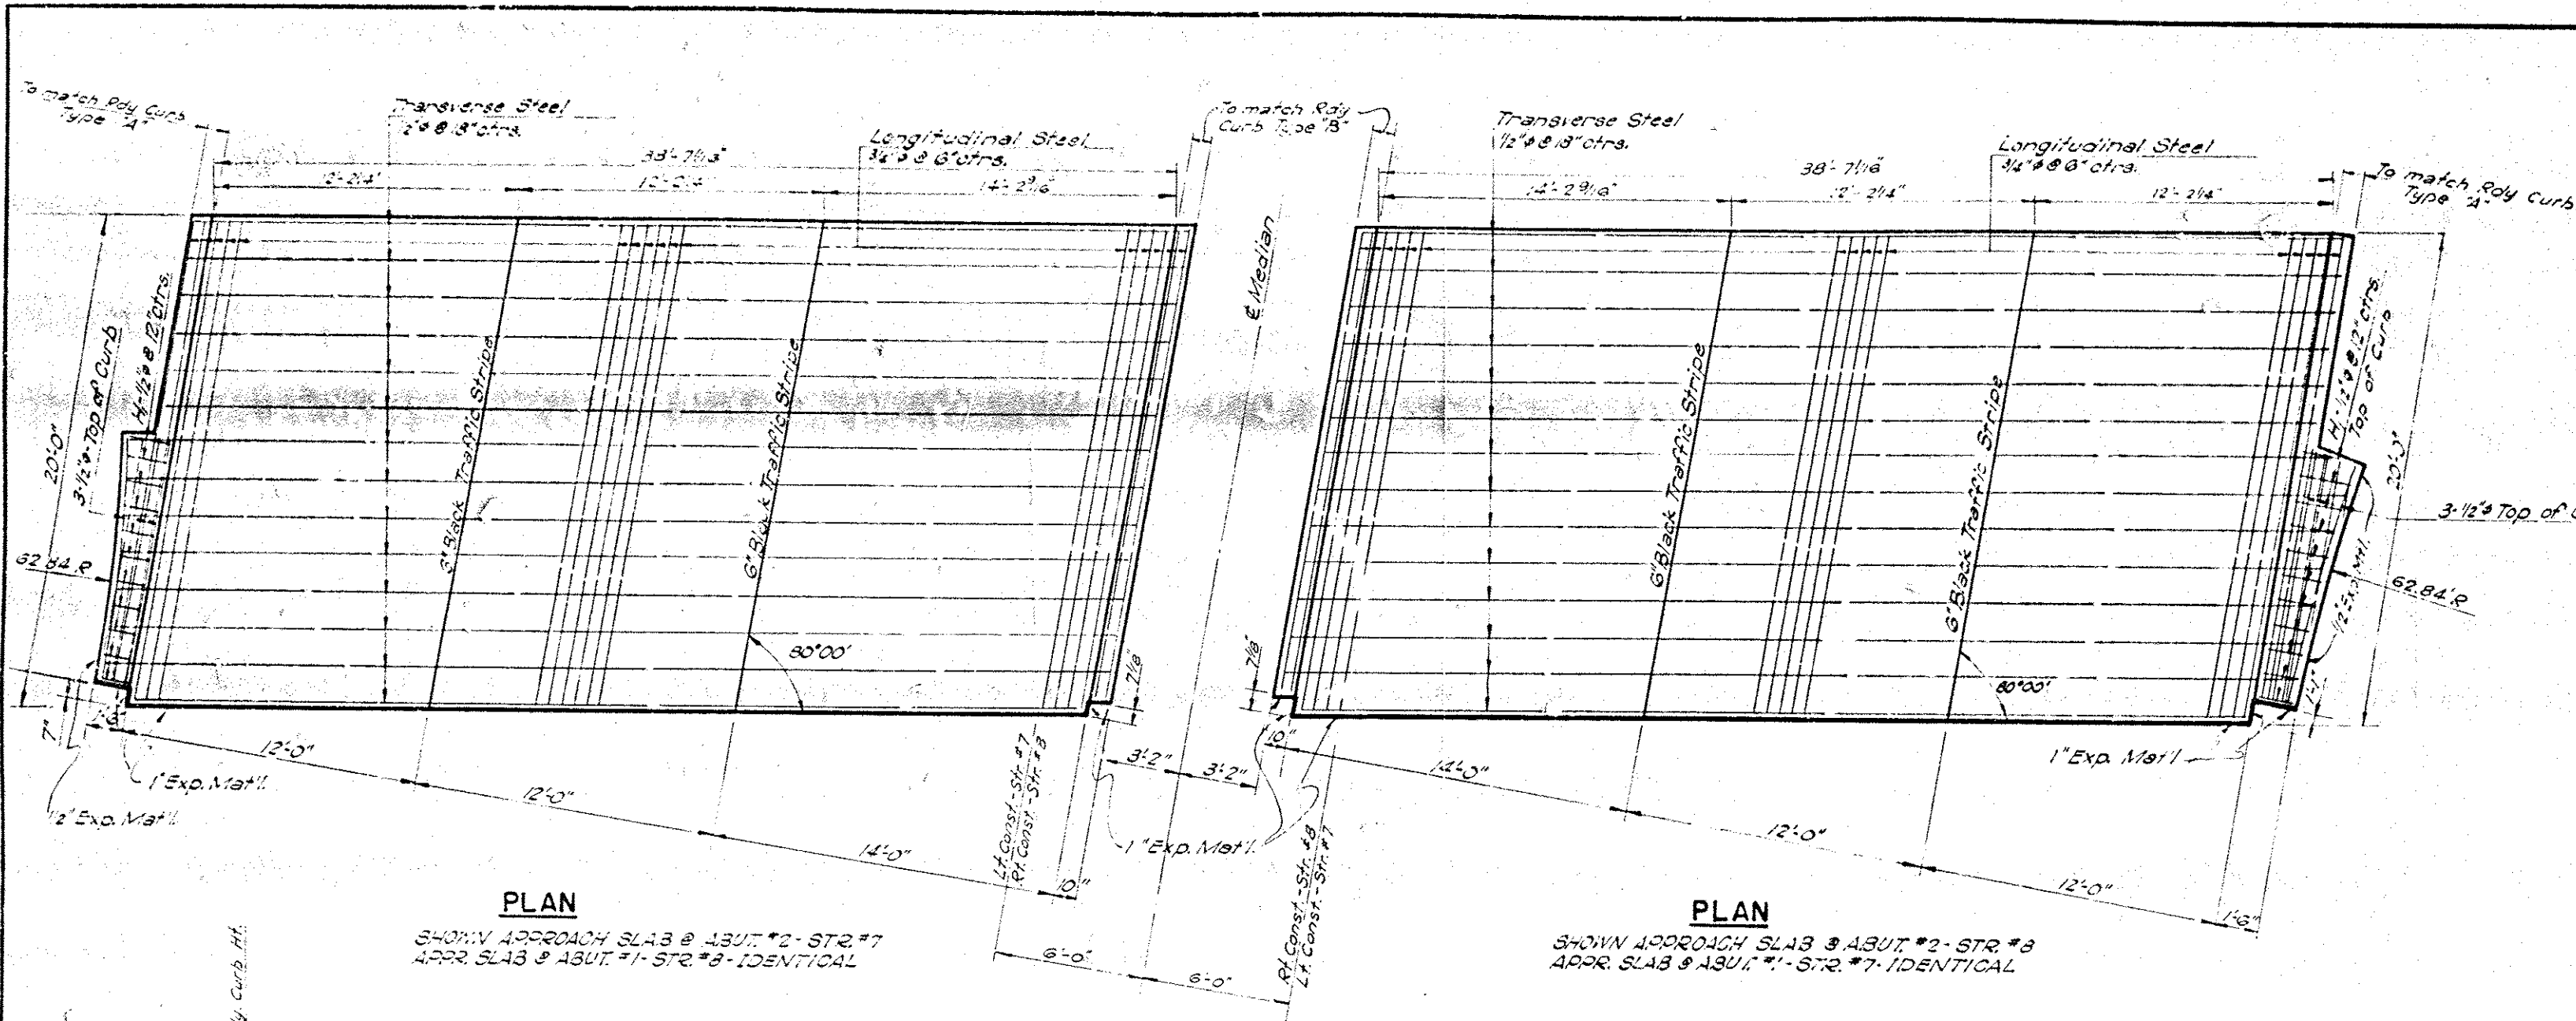 To match Rdy Curb
Type "A"
Transverse Steel
1/2"φ @ 18" ctrs.
38'-7 1/16"
Longitudinal Steel
3/4"φ @ 6" ctrs.
12'-2 1/4"
12'-2 1/4"
14'-2 9/16"
To match Rdy
Curb Type "B"
Transverse Steel
1/2"φ @ 18" ctrs.
38'-7 1/16"
Longitudinal Steel
3/4"φ @ 6" ctrs.
14'-2 9/16"
12'-2 1/4"
12'-2 1/4"
To match Rdy Curb
Type "A"
20'-0"
3-1/2"φ-Top of Curb
H-1/2"φ @ 12" ctrs.
62.84 R
6" Black Traffic Stripe
6" Black Traffic Stripe
80°00'
7 1/8"
℄ Median
7 1/8"
6" Black Traffic Stripe
6" Black Traffic Stripe
80°00'
H-1/2"φ @ 12" ctrs.
Top of Curb
20'-0"
3-1/2"φ Top of
62.84' R
1/2" Exp. Mt'l.
1'-1"
7"
1'-6"
12'-0"
1" Exp. Mat'l.
1/2" Exp. Mat'l.
12'-0"
14'-0"
10"
Lt. Const.-Str. #7
Rt. Const.-Str. #8
3'-2"
3'-2"
1" Exp. Mat'l.
6'-0"
6'-0"
Rt. Const.-Str. #8
Lt. Const.-Str. #7
10"
14'-0"
12'-0"
12'-0"
1'-6"
1" Exp. Mat'l
PLAN
SHOWN APPROACH SLAB @ ABUT. #2-STR. #7
APPR. SLAB @ ABUT. #1-STR. #8-IDENTICAL
PLAN
SHOWN APPROACH SLAB @ ABUT. #2-STR. #8
APPR. SLAB @ ABUT. #1-STR. #7-IDENTICAL
Curb Ht.